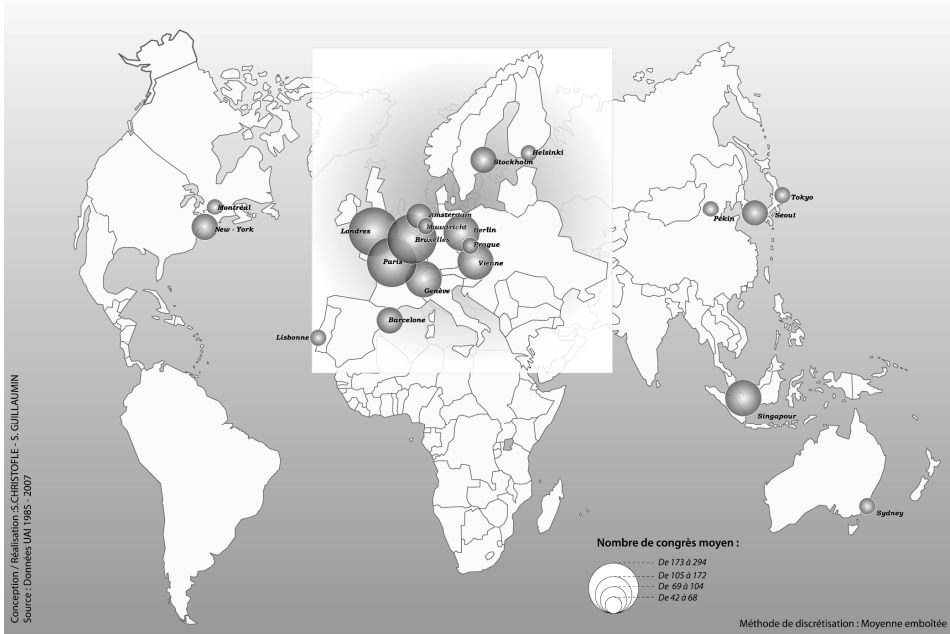 Helsinki
Stockholm
Montréal
New - York
Tokyo
Pékin
Seoul
Amsterdam
Maastricht
Londres
Berlin
Bruxelles
Prague
Paris
Vienne
Genève
Barcelone
Lisbonne
Singapour
Sydney
Conception / Réalisation :S.CHRISTOFLE - S. GUILLAUMIN
Source : Données UAI 1985 - 2007
Nombre de congrès moyen :
De 173 à 294
De 105 à 172
De 69 à 104
De 42 à 68
Méthode de discrétisation : Moyenne emboîtée